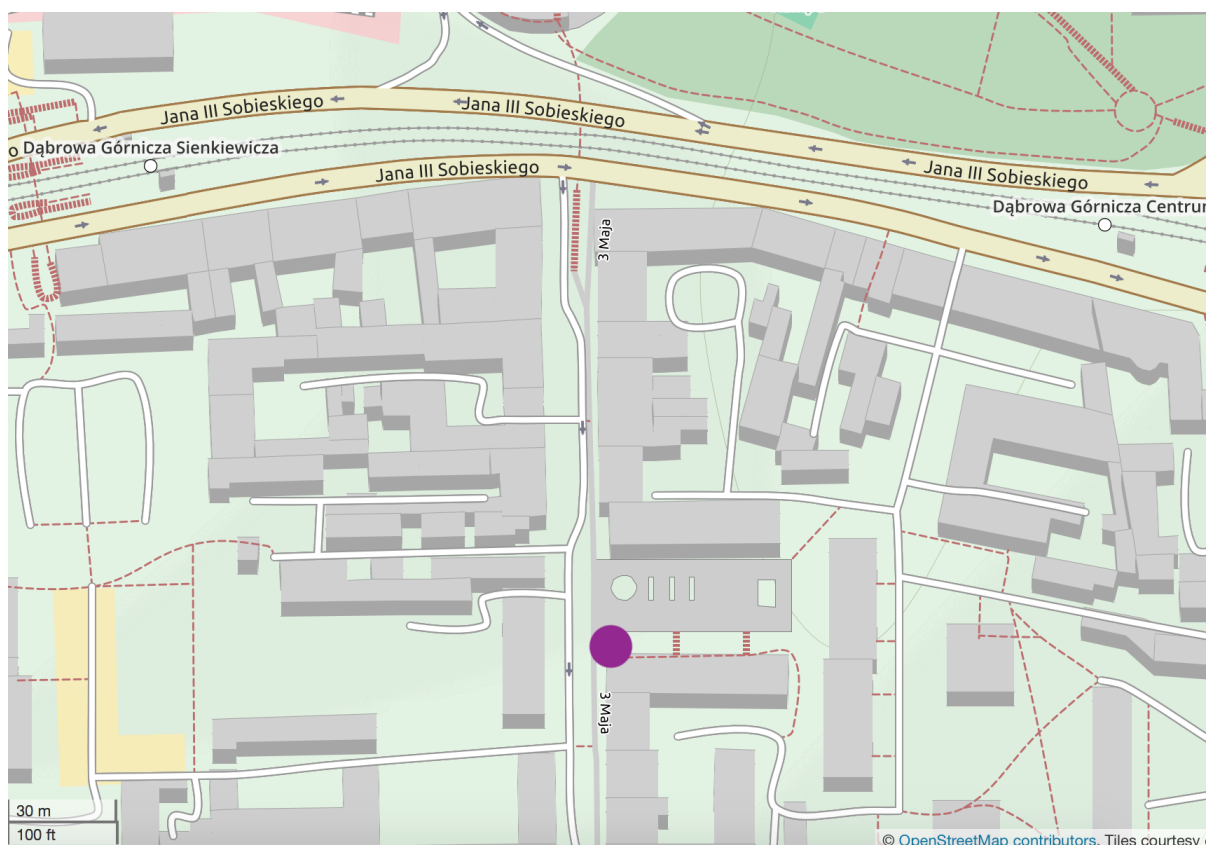 Jana III Sobieskiego
Jana III Sobieskiego
Dąbrowa Górnicza Sienkiewicza
Jana III Sobieskiego
Jana III Sobieskiego
Dąbrowa Górnicza Centrum
3 Maja
3 Maja
30 m
100 ft
© OpenStreetMap contributors. Tiles courtesy